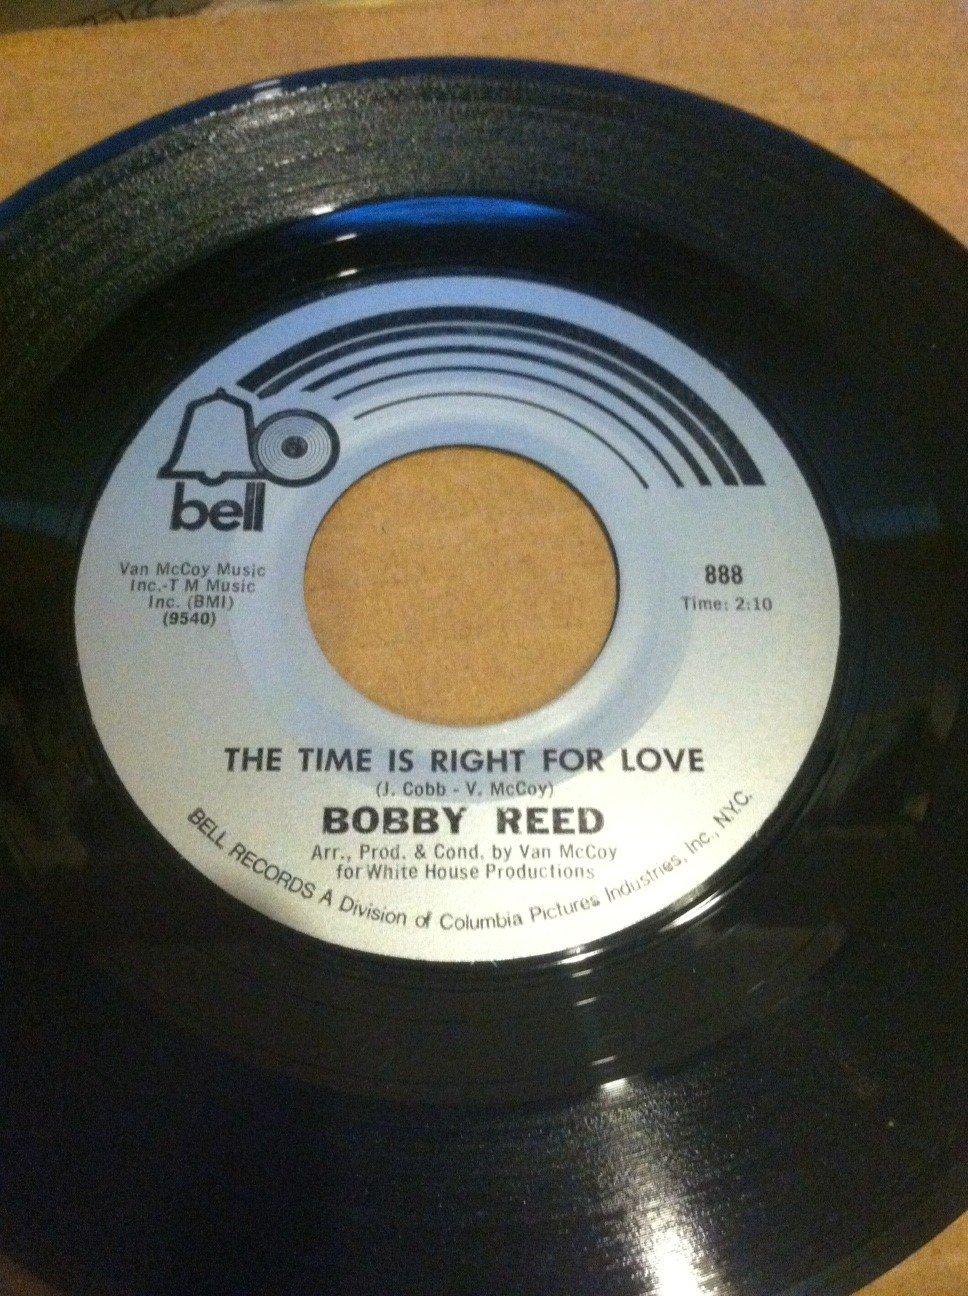 bell
Van McCoy Music
Inc.-T M Music
Inc. (BMI)
(9540)
888
Time: 2:10
THE TIME IS RIGHT FOR LOVE
(J. Cobb - V. McCoy)
BOBBY REED
Arr., Prod. & Cond. by Van McCoy
for White House Productions
BELL RECORDS A Division of Columbia Pictures Industries, Inc., N.Y.C.